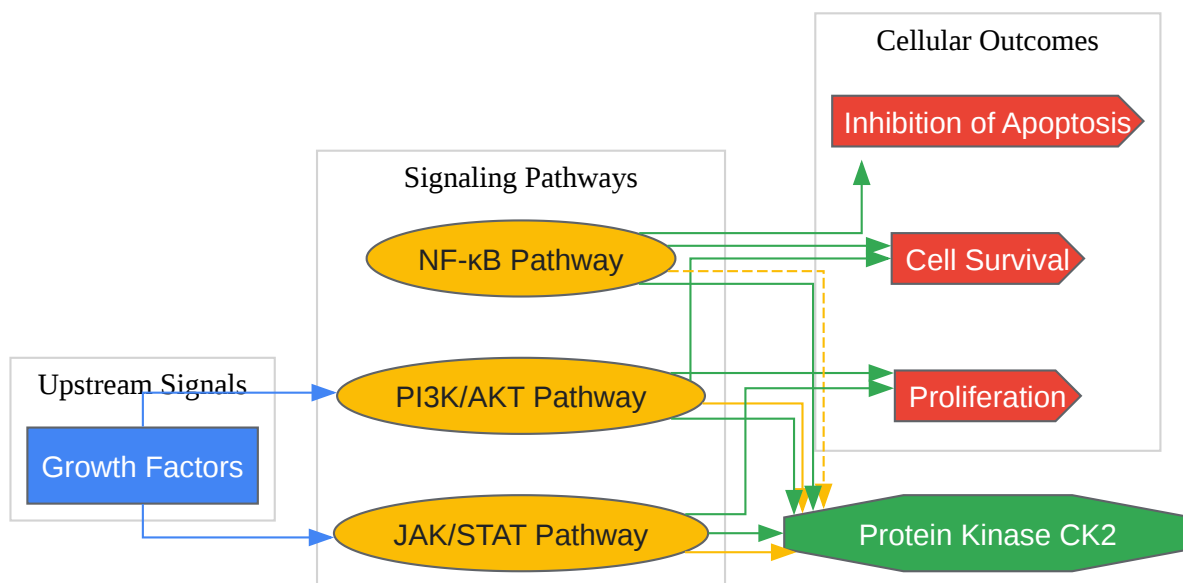 Cellular Outcomes
Inhibition of Apoptosis
Signaling Pathways
NF-κB Pathway
Cell Survival
Upstream Signals
PI3K/AKT Pathway
Proliferation
Growth Factors
JAK/STAT Pathway
Protein Kinase CK2